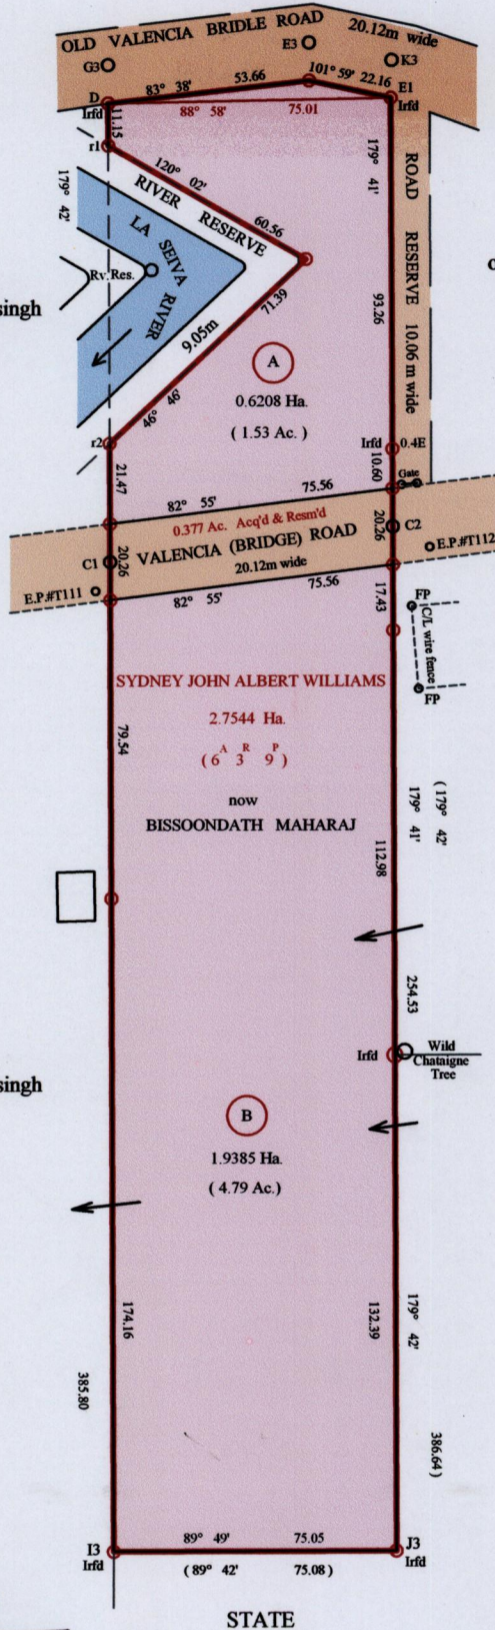 OLD VALENCIA BRIDLE ROAD 20.12m wide
G3 E3 K3
83° 38' 53.66 101° 59' 22.16
D Irfd E1 Irfd
88° 58' 75.01
11.15
r1
120° 02' 60.56
RIVER RESERVE
LA SEIVA RIVER
Rv.Res.
179° 42'
179° 41'
ROAD RESERVE 10.06 m wide
singh
9.05m
46° 46' 71.39
93.26
A
0.6208 Ha.
( 1.53 Ac. )
r2
Irfd 0.4E
21.47
10.60
Gate
82° 55' 75.56
0.377 Ac. Acq'd & Resm'd
VALENCIA (BRIDGE) ROAD
20.12m wide
C1 20.26
20.26 C2
E.P.#T111
E.P.#T112
82° 55' 75.56
17.43
FP
C/L wire fence
FP
SYDNEY JOHN ALBERT WILLIAMS
2.7544 Ha.
A R P
( 6 3 9 )
now
BISSOONDATH MAHARAJ
79.54
112.98
179° 41'
(179° 42'
254.53
Irfd
Wild
Chataigne
Tree
singh
B
1.9385 Ha.
( 4.79 Ac.)
174.16
132.39
179° 42'
385.80
386.64)
89° 49' 75.05
I3 Irfd
J3 Irfd
( 89° 42' 75.08 )
STATE